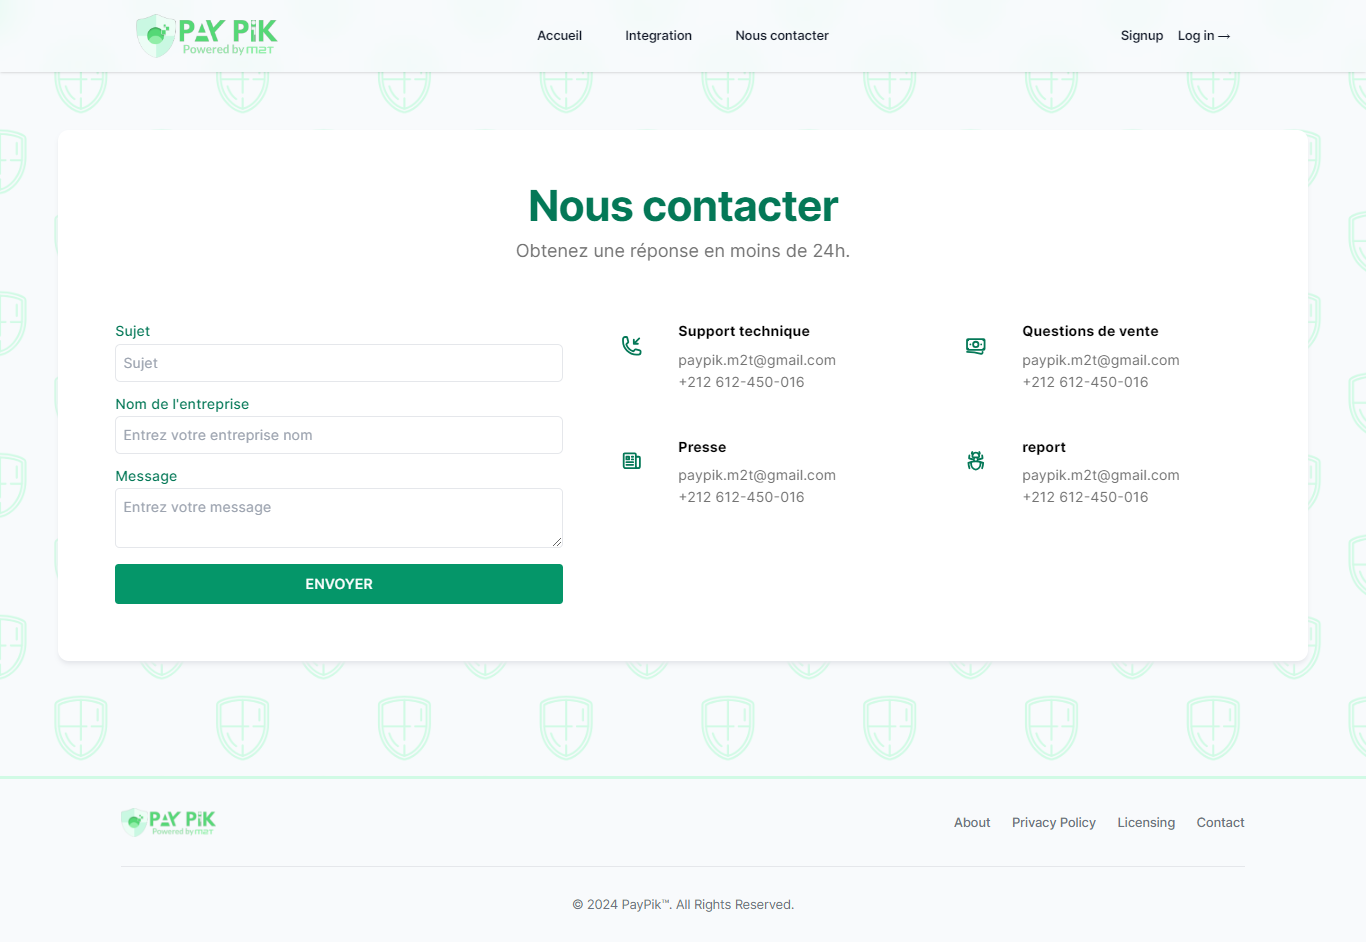 PAY PiK
Powered by M2T
Accueil
Integration
Nous contacter
Signup
Log in →
Nous contacter
Obtenez une réponse en moins de 24h.
Sujet
Sujet
Nom de l'entreprise
Entrez votre entreprise nom
Message
Entrez votre message
ENVOYER
Support technique
paypik.m2t@gmail.com
+212 612-450-016
Questions de vente
paypik.m2t@gmail.com
+212 612-450-016
Presse
paypik.m2t@gmail.com
+212 612-450-016
report
paypik.m2t@gmail.com
+212 612-450-016
PAY PiK
Powered by M2T
About
Privacy Policy
Licensing
Contact
© 2024 PayPik™. All Rights Reserved.